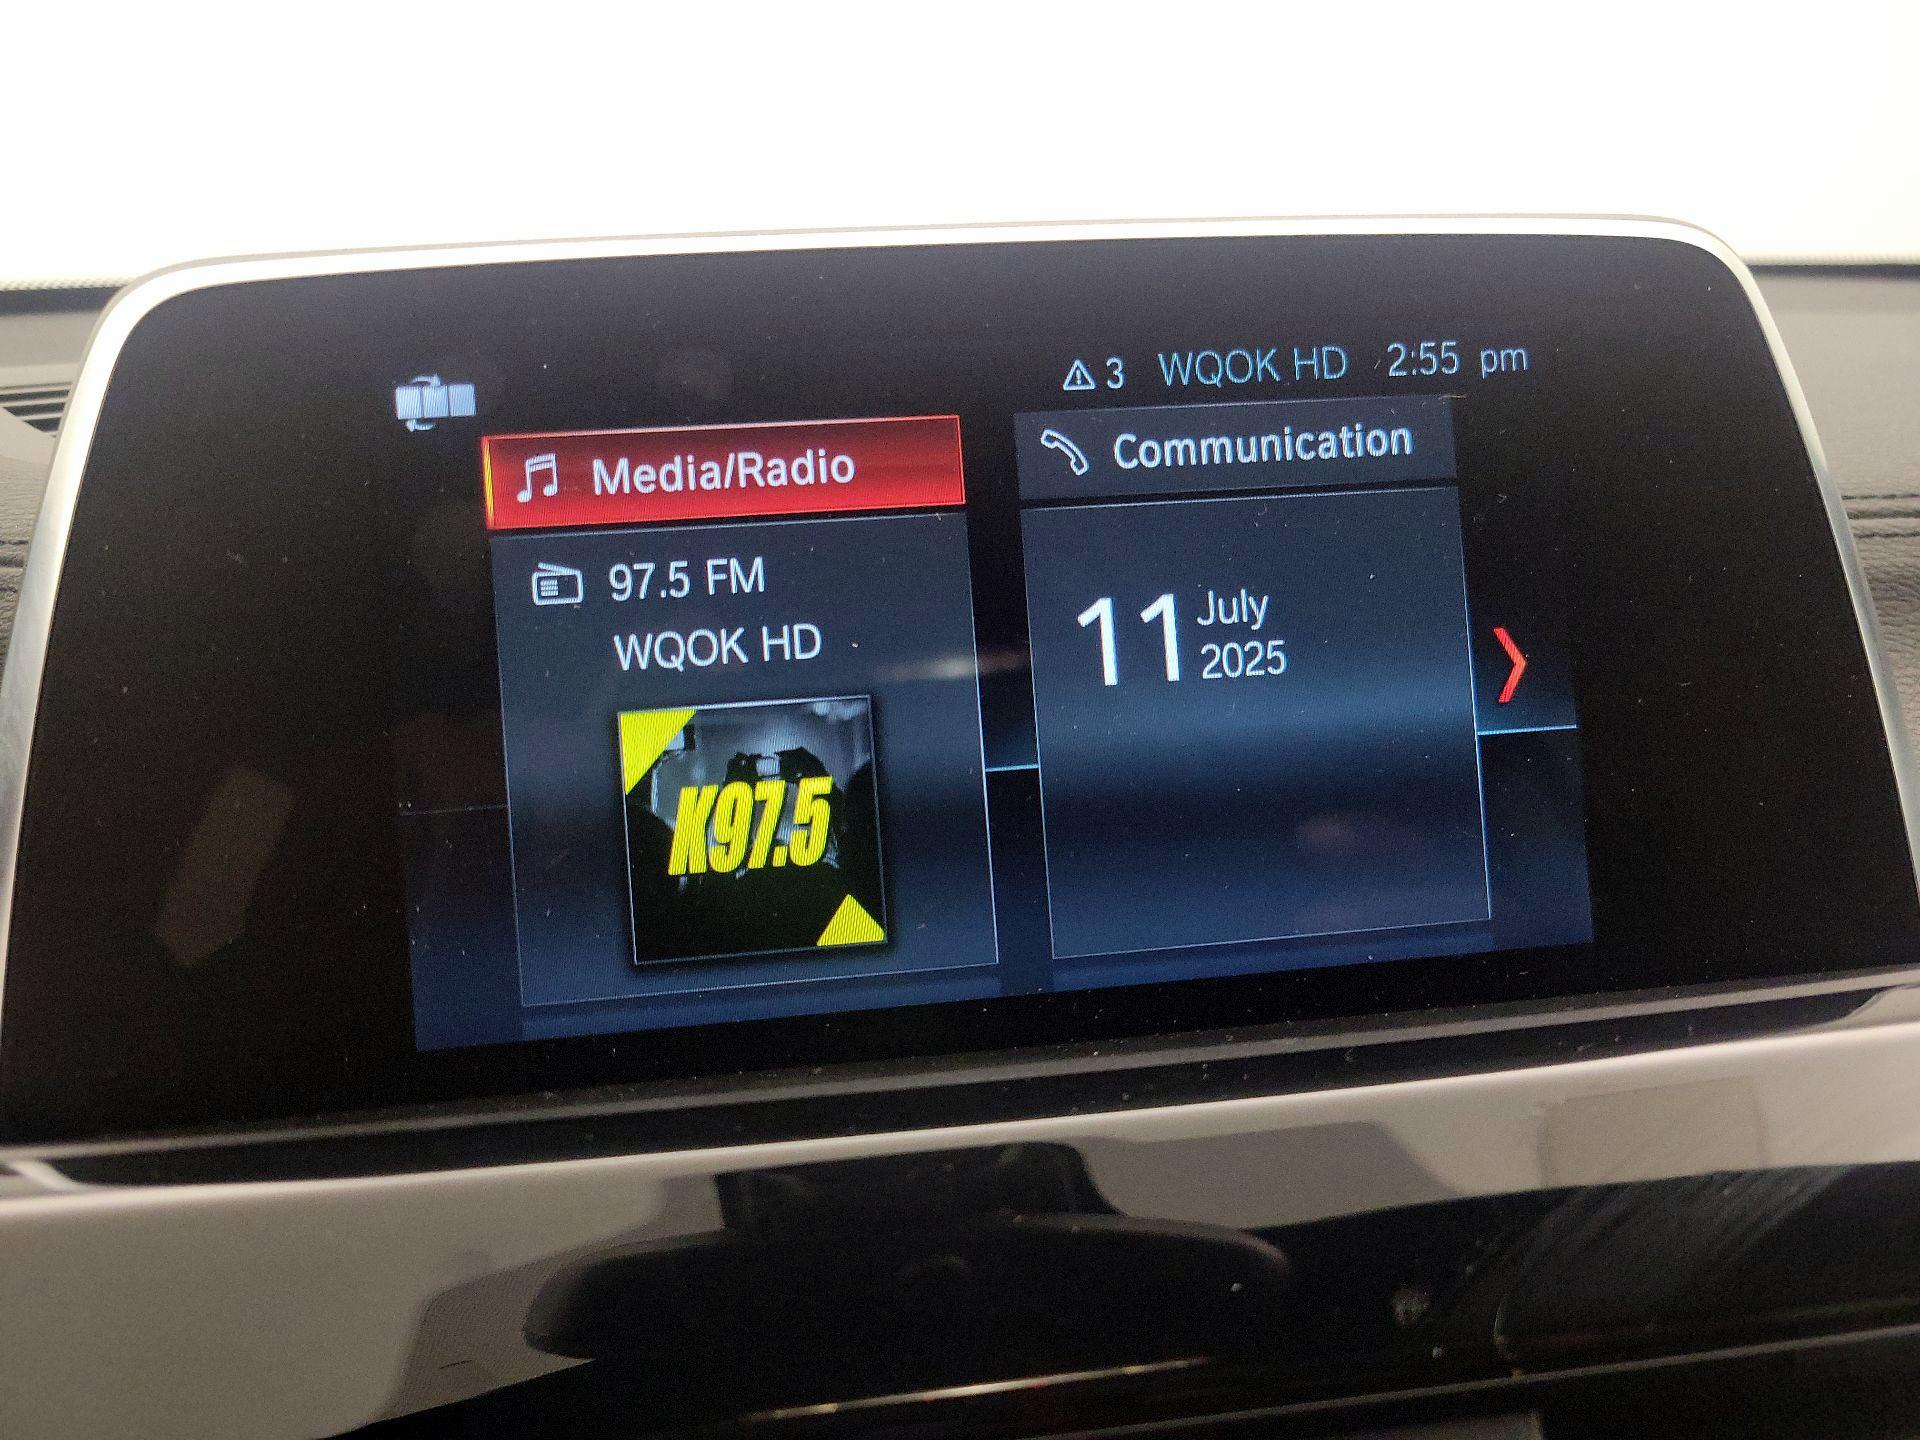 3 WQOK HD 2:55 pm
Media/Radio
97.5 FM
WQOK HD
K97.5
Communication
11 July
2025